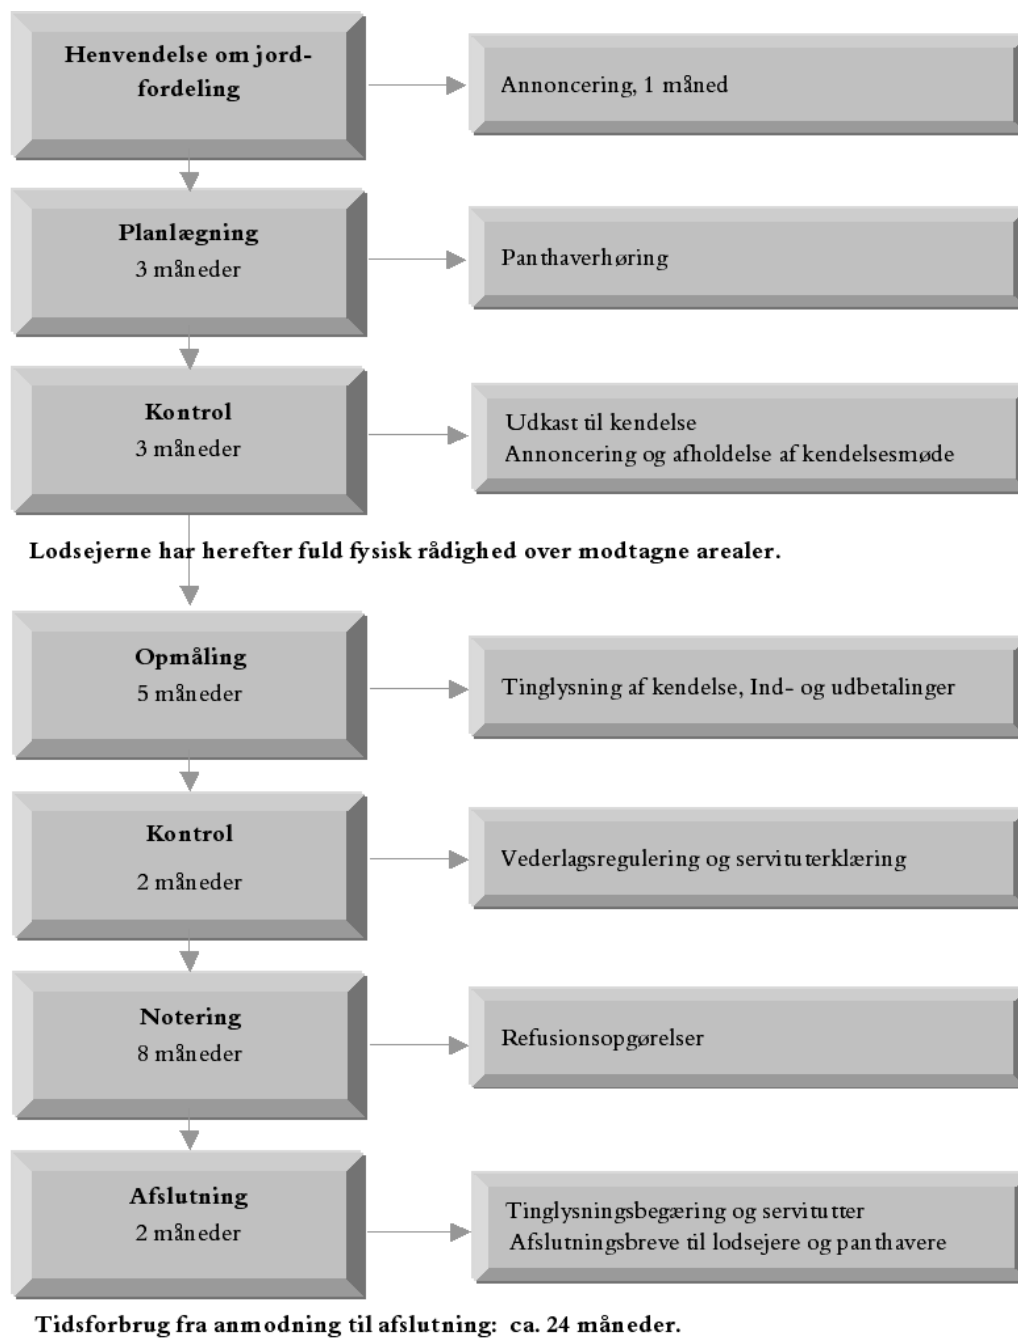 Henvendelse om jord-
fordeling
Annoncering, 1 måned
Planlægning
3 måneder
Panthaverhøring
Kontrol
3 måneder
Udkast til kendelse
Annoncering og afholdelse af kendelsesmøde
Lodsejerne har herefter fuld fysisk rådighed over modtagne arealer.
Opmåling
5 måneder
Tinglysning af kendelse, Ind- og udbetalinger
Kontrol
2 måneder
Vederlagsregulering og servituterklæring
Notering
8 måneder
Refusionsopgørelser
Afslutning
2 måneder
Tinglysningsbegæring og servitutter
Afslutningsbreve til lodsejere og panthavere
Tidsforbrug fra anmodning til afslutning: ca. 24 måneder.